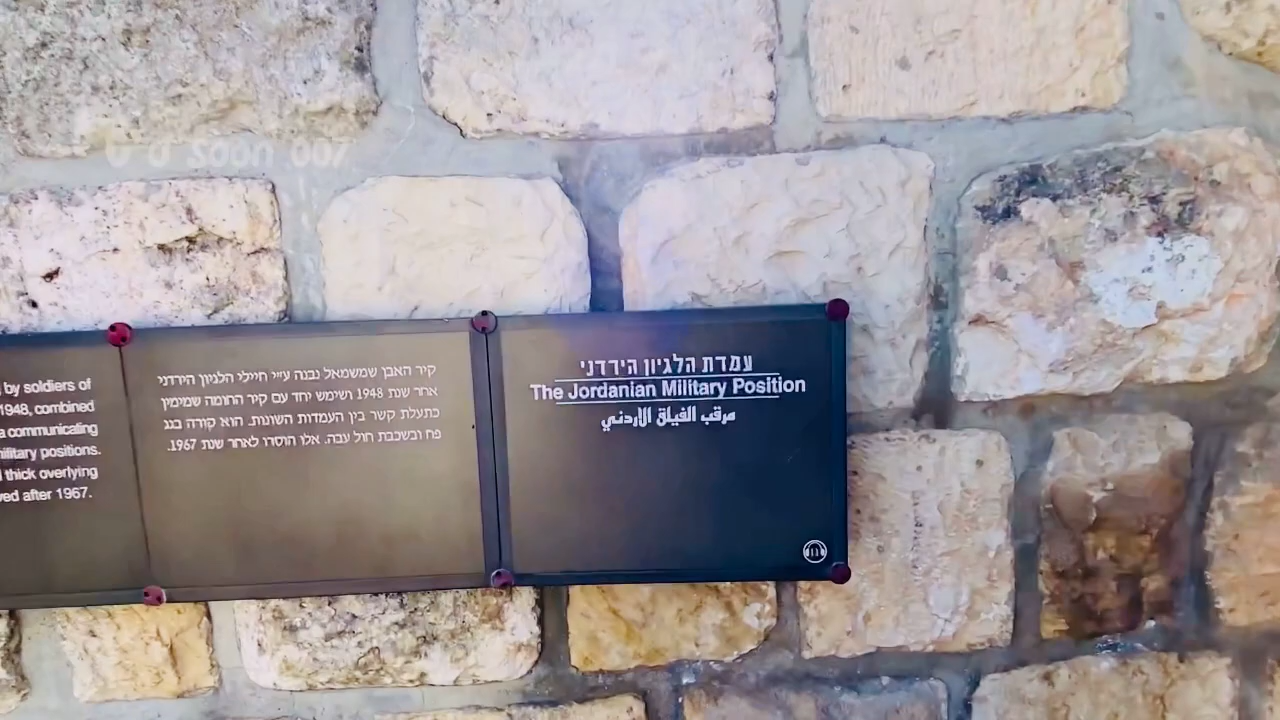 by soldiers of
1948, combined
a communicating
military positions.
thick overlying
after 1967.
קיר האבן שמשמאל נבנה ע״י חיילי הלגיון הירדני
אחר שנת 1948 ושימש יחד עם קיר החומה שמימין
כתעלת קשר בין העמדות השונות. הוא קורה בגג
פח ובשכבת חול עבה. אלו הוסרו לאחר שנת 1967.
עמדת הלגיון הירדני
The Jordanian Military Position
مرقب الفيلق الأردني